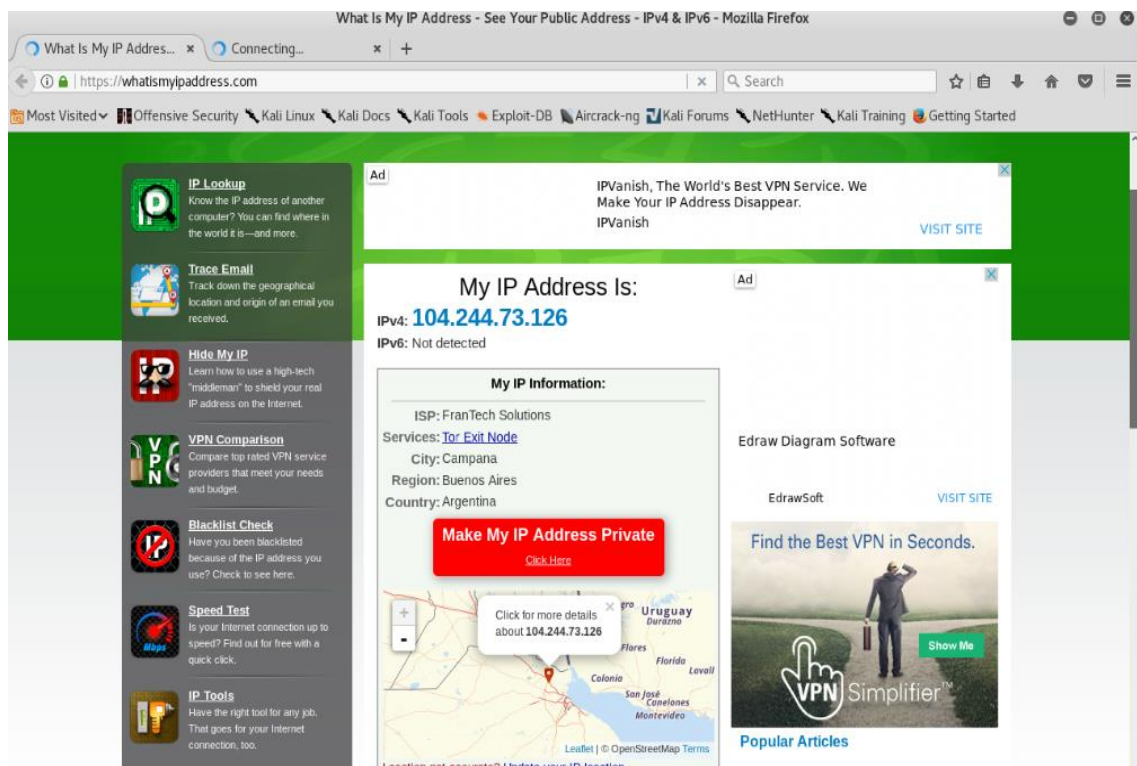 What Is My IP Address - See Your Public Address - IPv4 & IPv6 - Mozilla Firefox
What Is My IP Addres...
Connecting...
https://whatismyipaddress.com
Search
Most Visited
Offensive Security
Kali Linux
Kali Docs
Kali Tools
Exploit-DB
Aircrack-ng
Kali Forums
NetHunter
Kali Training
Getting Started
IP Lookup
Know the IP address of another
computer? You can find where in
the world it is—and more.
Trace Email
Track down the geographical
location and origin of an email you
received.
Hide My IP
Learn how to use a high-tech
"middleman" to shield your real
IP address on the Internet.
VPN Comparison
Compare top rated VPN service
providers that meet your needs
and budget.
Blacklist Check
Have you been blacklisted
because of the IP address you
use? Check to see here.
Speed Test
Is your Internet connection up to
speed? Find out for free with a
quick click.
IP Tools
Have the right tool for any job.
That goes for your Internet
connection, too.
Ad
IPVanish, The World's Best VPN Service. We
Make Your IP Address Disappear.
IPVanish
VISIT SITE
My IP Address Is:
IPv4: 104.244.73.126
IPv6: Not detected
My IP Information:
ISP: FranTech Solutions
Services: Tor Exit Node
City: Campana
Region: Buenos Aires
Country: Argentina
Make My IP Address Private
Click Here
+
-
Click for more details
about 104.244.73.126
Uruguay
Durazno
Flores
Florida
Colonia
San José
Canelones
Montevideo
Leaflet | © OpenStreetMap Terms
Location not accurate? Update your IP location
Ad
Edraw Diagram Software
EdrawSoft
VISIT SITE
Find the Best VPN in Seconds.
Show Me
VPN Simplifier™
Popular Articles